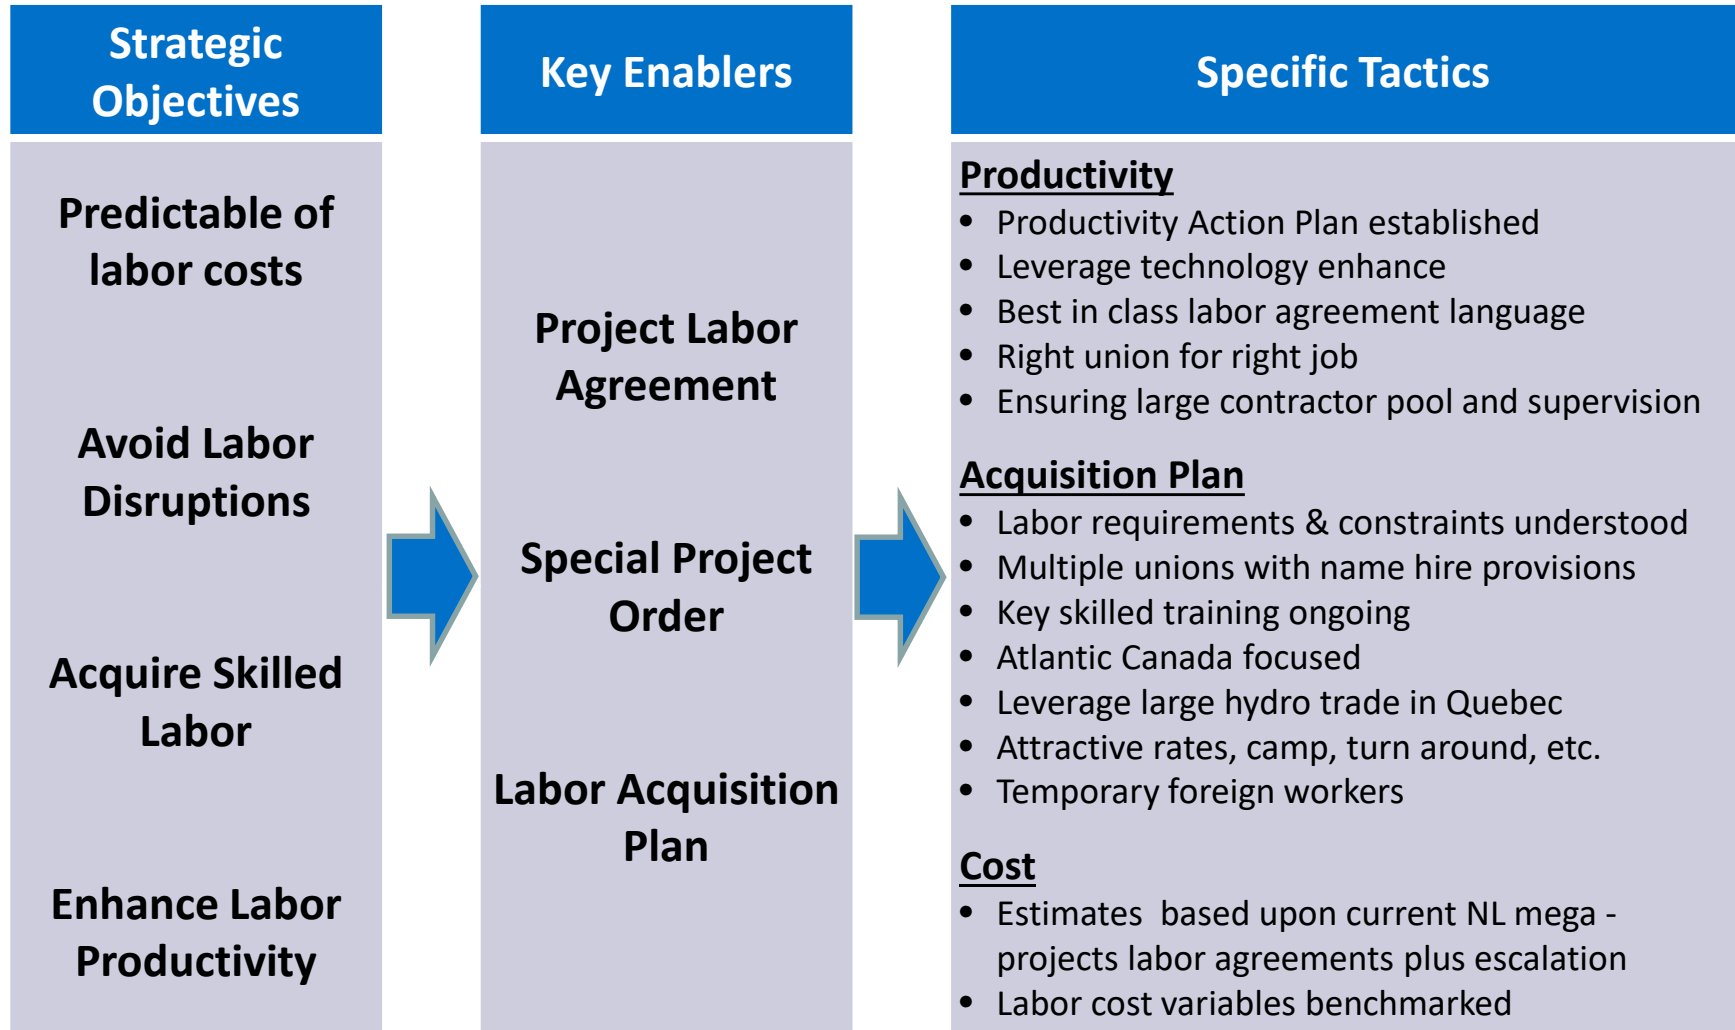 Strategic
Objectives
Key Enablers
Specific Tactics
Predictable of
labor costs
Avoid Labor
Disruptions
Acquire Skilled
Labor
Enhance Labor
Productivity
Project Labor
Agreement
Special Project
Order
Labor Acquisition
Plan
Productivity
• Productivity Action Plan established
• Leverage technology enhance
• Best in class labor agreement language
• Right union for right job
• Ensuring large contractor pool and supervision
Acquisition Plan
• Labor requirements & constraints understood
• Multiple unions with name hire provisions
• Key skilled training ongoing
• Atlantic Canada focused
• Leverage large hydro trade in Quebec
• Attractive rates, camp, turn around, etc.
• Temporary foreign workers
Cost
• Estimates  based upon current NL mega -
projects labor agreements plus escalation
• Labor cost variables benchmarked